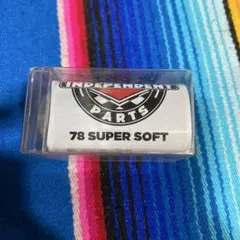 INDEPENDENT
PARTS
78 SUPER SOFT